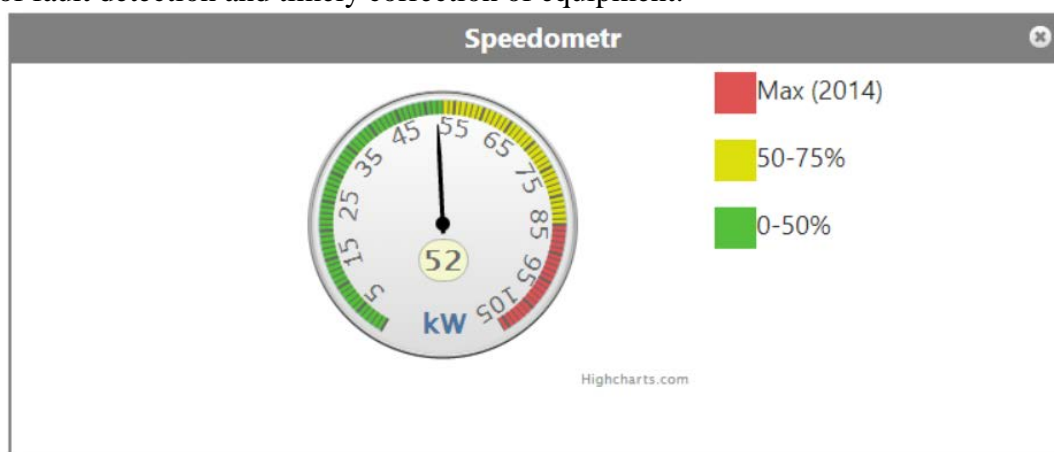 of fault detection and timely correction of equipment.
Speedometr
Max (2014)
50-75%
0-50%
5
15
25
35
45
55
65
75
85
95
105
52
kW
Highcharts.com